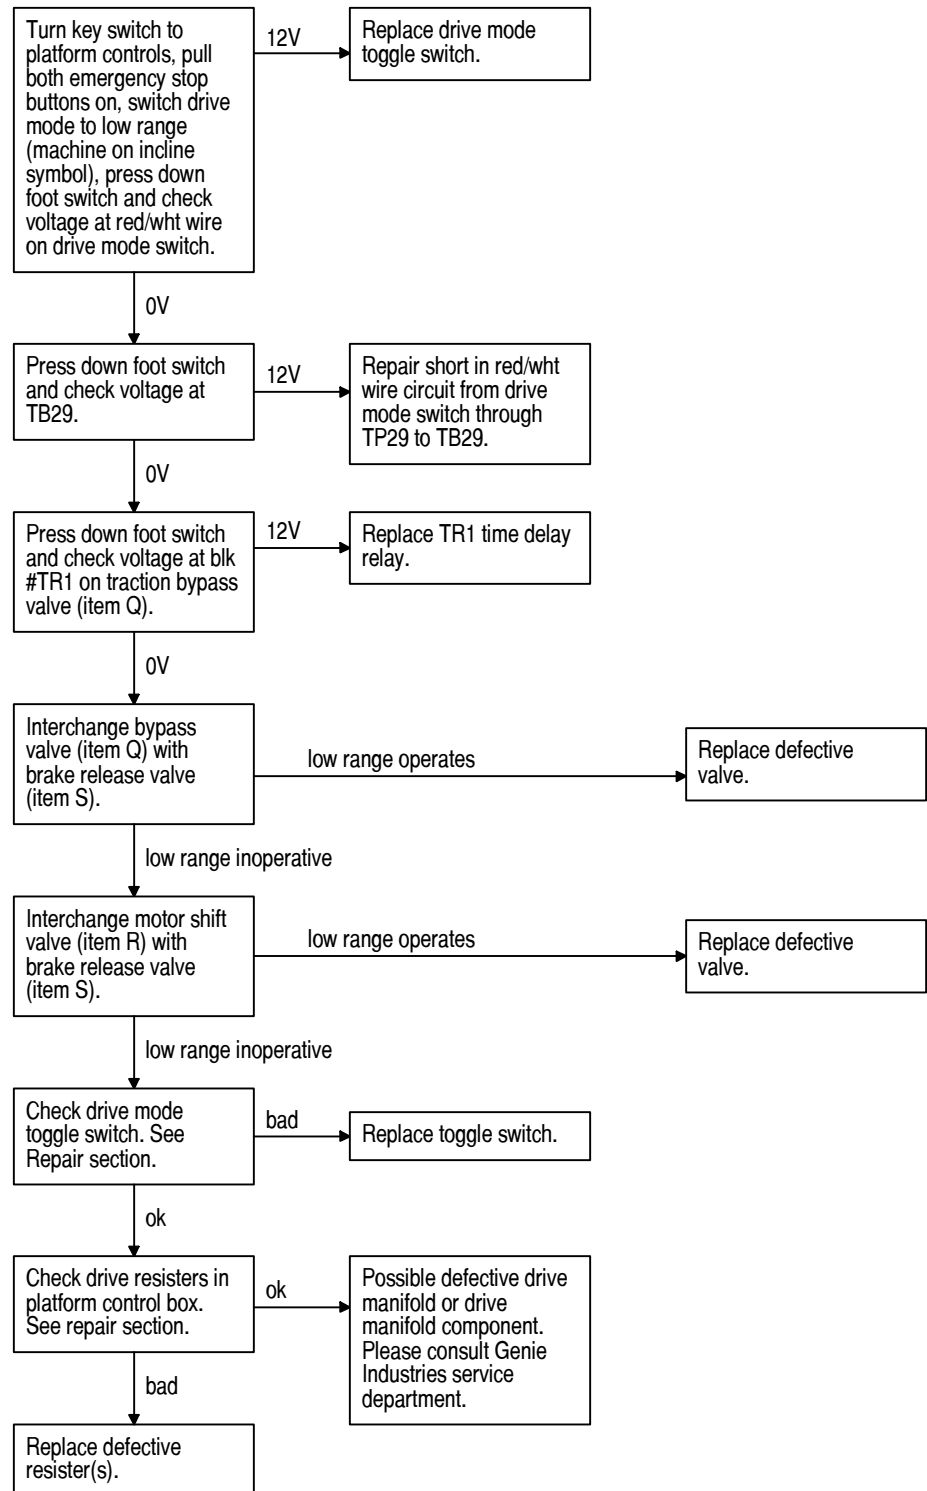 Turn key switch to
platform controls, pull
both emergency stop
buttons on, switch drive
mode to low range
(machine on incline
symbol), press down
foot switch and check
voltage at red/wht wire
on drive mode switch.
12V
Replace drive mode
toggle switch.
0V
Press down foot switch
and check voltage at
TB29.
12V
Repair short in red/wht
wire circuit from drive
mode switch through
TP29 to TB29.
0V
Press down foot switch
and check voltage at blk
#TR1 on traction bypass
valve (item Q).
12V
Replace TR1 time delay
relay.
0V
Interchange bypass
valve (item Q) with
brake release valve
(item S).
low range operates
Replace defective
valve.
low range inoperative
Interchange motor shift
valve (item R) with
brake release valve
(item S).
low range operates
Replace defective
valve.
low range inoperative
Check drive mode
toggle switch. See
Repair section.
bad
Replace toggle switch.
ok
Check drive resisters in
platform control box.
See repair section.
ok
Possible defective drive
manifold or drive
manifold component.
Please consult Genie
Industries service
department.
bad
Replace defective
resister(s).